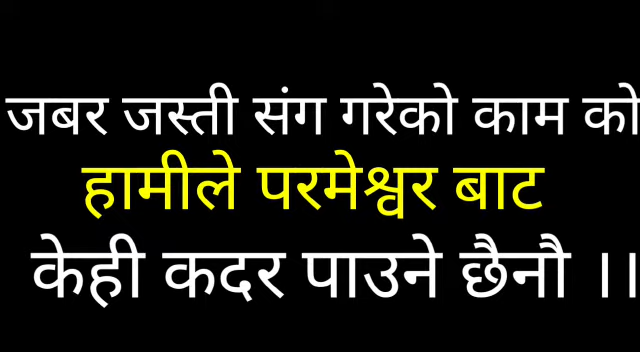 जबर जस्ती संग गरेको काम को
हामीले परमेश्वर बाट
केही कदर पाउने छैनौ ।।